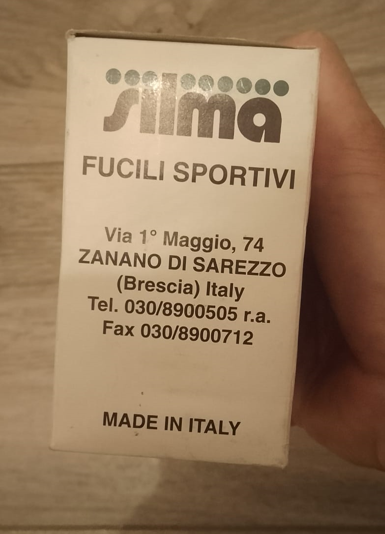 silma
FUCILI SPORTIVI
Via 1° Maggio, 74
ZANANO DI SAREZZO
(Brescia) Italy
Tel. 030/8900505 r.a.
Fax 030/8900712
MADE IN ITALY